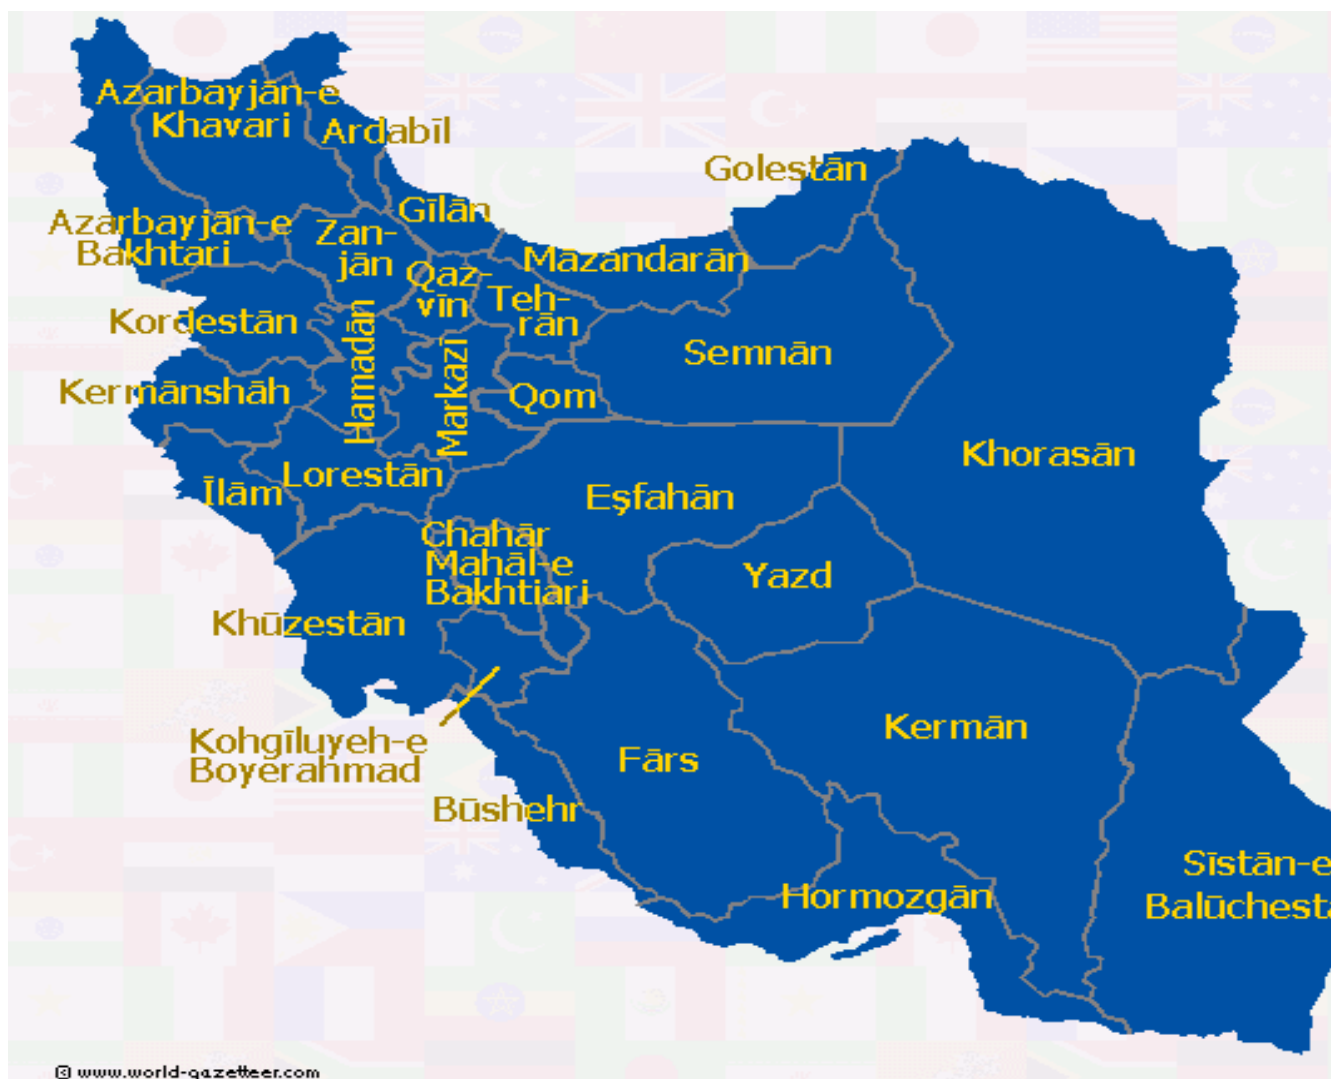 Azarbayjān-e
Khavari
Ardabīl
Golestān
Gīlān
Azarbayjān-e
Bakhtari
Zan-
jān
Māzandarān
Qaz-
vīn
Teh-
rān
Kordestān
Hamadān
Markazī
Semnān
Kermānshāh
Qom
Khorasān
Lorestān
Īlām
Eşfahān
Chahār
Mahāl-e
Bakhtiari
Yazd
Khūzestān
Kohgīluyeh-e
Boyerahmad
Kermān
Fārs
Būshehr
Sīstān-e
Balūchestā
Hormozgān
© www.world-gazetteer.com